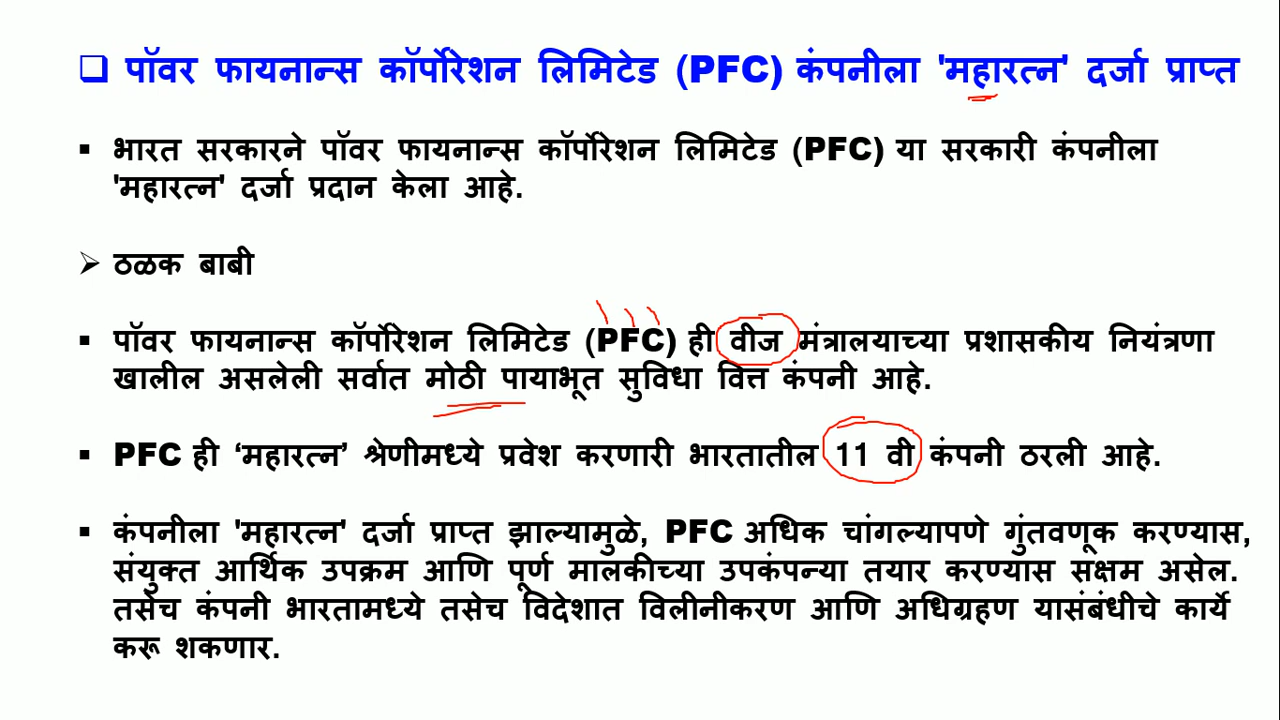 ❑ पॉवर फायनान्स कॉर्पोरेशन लिमिटेड (PFC) कंपनीला 'महारत्न' दर्जा प्राप्त
▪ भारत सरकारने पॉवर फायनान्स कॉर्पोरेशन लिमिटेड (PFC) या सरकारी कंपनीला
'महारत्न' दर्जा प्रदान केला आहे.
➢ ठळक बाबी
▪ पॉवर फायनान्स कॉर्पोरेशन लिमिटेड (PFC) ही वीज मंत्रालयाच्या प्रशासकीय नियंत्रणा
खालील असलेली सर्वात मोठी पायाभूत सुविधा वित्त कंपनी आहे.
▪ PFC ही ‘महारत्न’ श्रेणीमध्ये प्रवेश करणारी भारतातील 11 वी कंपनी ठरली आहे.
▪ कंपनीला 'महारत्न' दर्जा प्राप्त झाल्यामुळे, PFC अधिक चांगल्यापणे गुंतवणूक करण्यास,
संयुक्त आर्थिक उपक्रम आणि पूर्ण मालकीच्या उपकंपन्या तयार करण्यास सक्षम असेल.
तसेच कंपनी भारतामध्ये तसेच विदेशात विलीनीकरण आणि अधिग्रहण यासंबंधीचे कार्ये
करू शकणार.